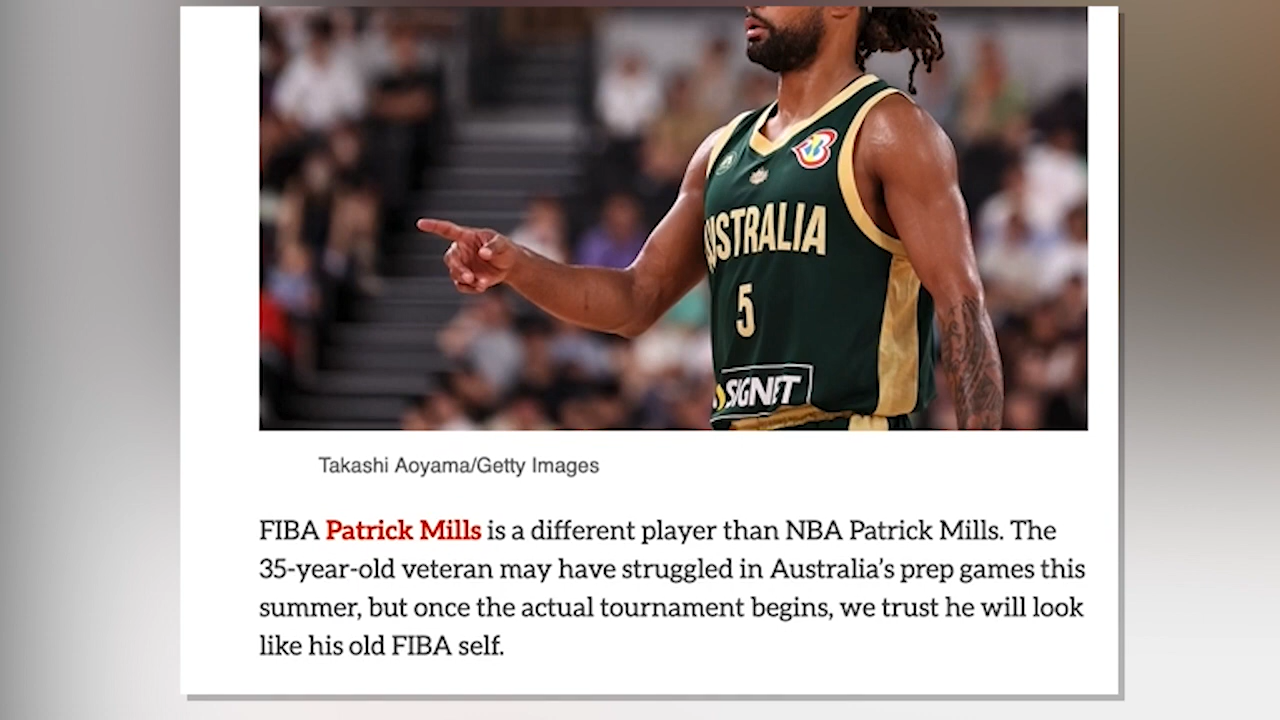 USTRALIA
5
SIGNET
Takashi Aoyama/Getty Images
FIBA Patrick Mills is a different player than NBA Patrick Mills. The
35-year-old veteran may have struggled in Australia’s prep games this
summer, but once the actual tournament begins, we trust he will look
like his old FIBA self.